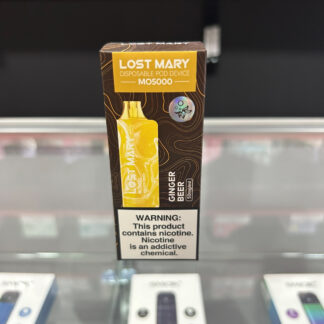 LOST MARY
DISPOSABLE POD DEVICE
MO5000
LOST MARY
GINGER
BEER
WARNING:
This product
contains nicotine.
Nicotine
is an addictive
chemical.
SMOK